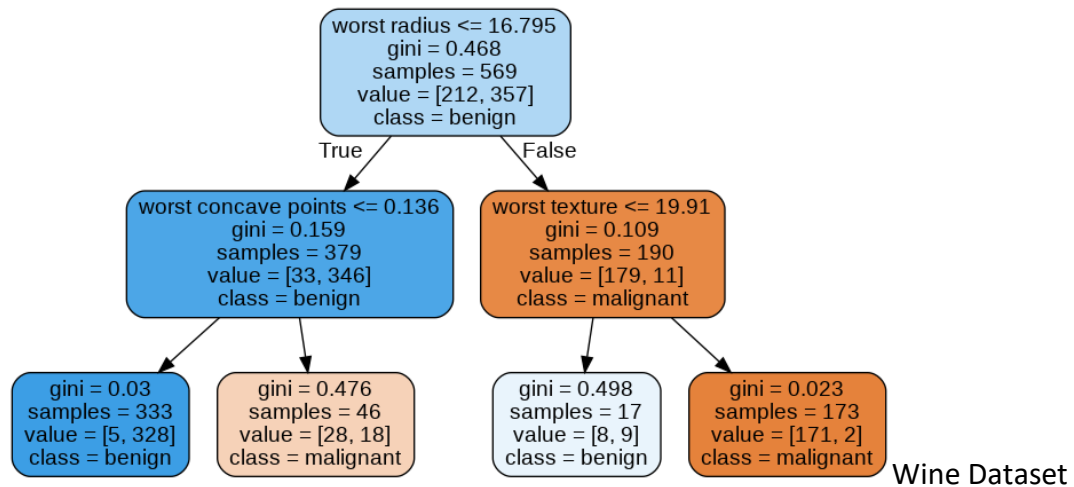 worst radius <= 16.795
gini = 0.468
samples = 569
value = [212, 357]
class = benign
True
False
worst concave points <= 0.136
gini = 0.159
samples = 379
value = [33, 346]
class = benign
worst texture <= 19.91
gini = 0.109
samples = 190
value = [179, 11]
class = malignant
gini = 0.03
samples = 333
value = [5, 328]
class = benign
gini = 0.476
samples = 46
value = [28, 18]
class = malignant
gini = 0.498
samples = 17
value = [8, 9]
class = benign
gini = 0.023
samples = 173
value = [171, 2]
class = malignant
Wine Dataset